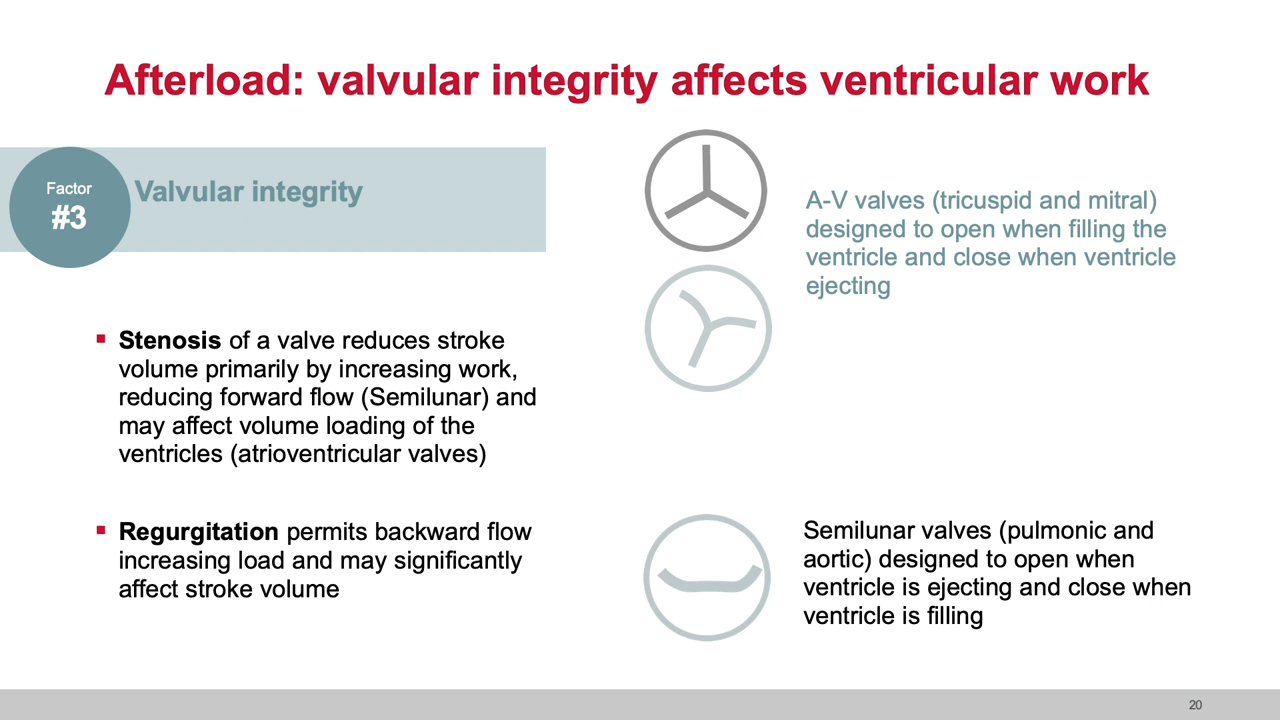 Afterload: valvular integrity affects ventricular work
Factor
#3
Valvular integrity
▪ Stenosis of a valve reduces stroke
volume primarily by increasing work,
reducing forward flow (Semilunar) and
may affect volume loading of the
ventricles (atrioventricular valves)
▪ Regurgitation permits backward flow
increasing load and may significantly
affect stroke volume
A-V valves (tricuspid and mitral)
designed to open when filling the
ventricle and close when ventricle
ejecting
Semilunar valves (pulmonic and
aortic) designed to open when
ventricle is ejecting and close when
ventricle is filling
20